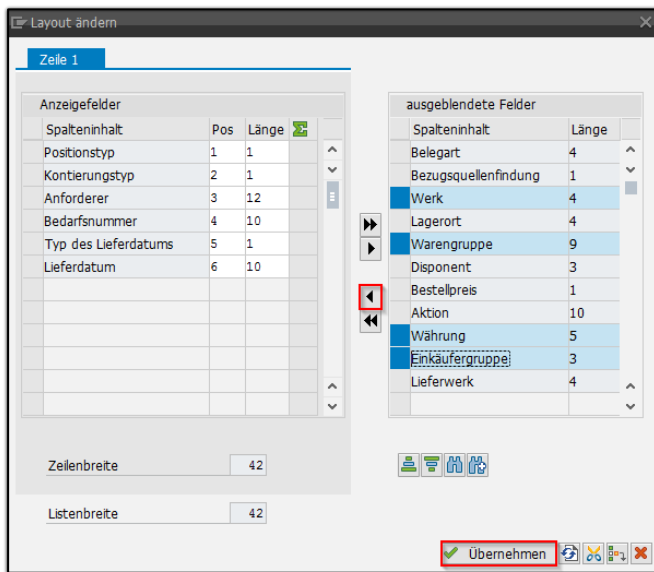 Layout ändern
Zeile 1
Anzeigefelder
Spalteninhalt Pos Länge
Positionstyp 1 1
Kontierungstyp 2 1
Anforderer 3 12
Bedarfsnummer 4 10
Typ des Lieferdatums 5 1
Lieferdatum 6 10
ausgeblendete Felder
Spalteninhalt Länge
Belegart 4
Bezugsquellenfindung 1
Werk 4
Lagerort 4
Warengruppe 9
Disponent 3
Bestellpreis 1
Aktion 10
Währung 5
Einkäufergruppe 3
Lieferwerk 4
Zeilenbreite 42
Listenbreite 42
Übernehmen